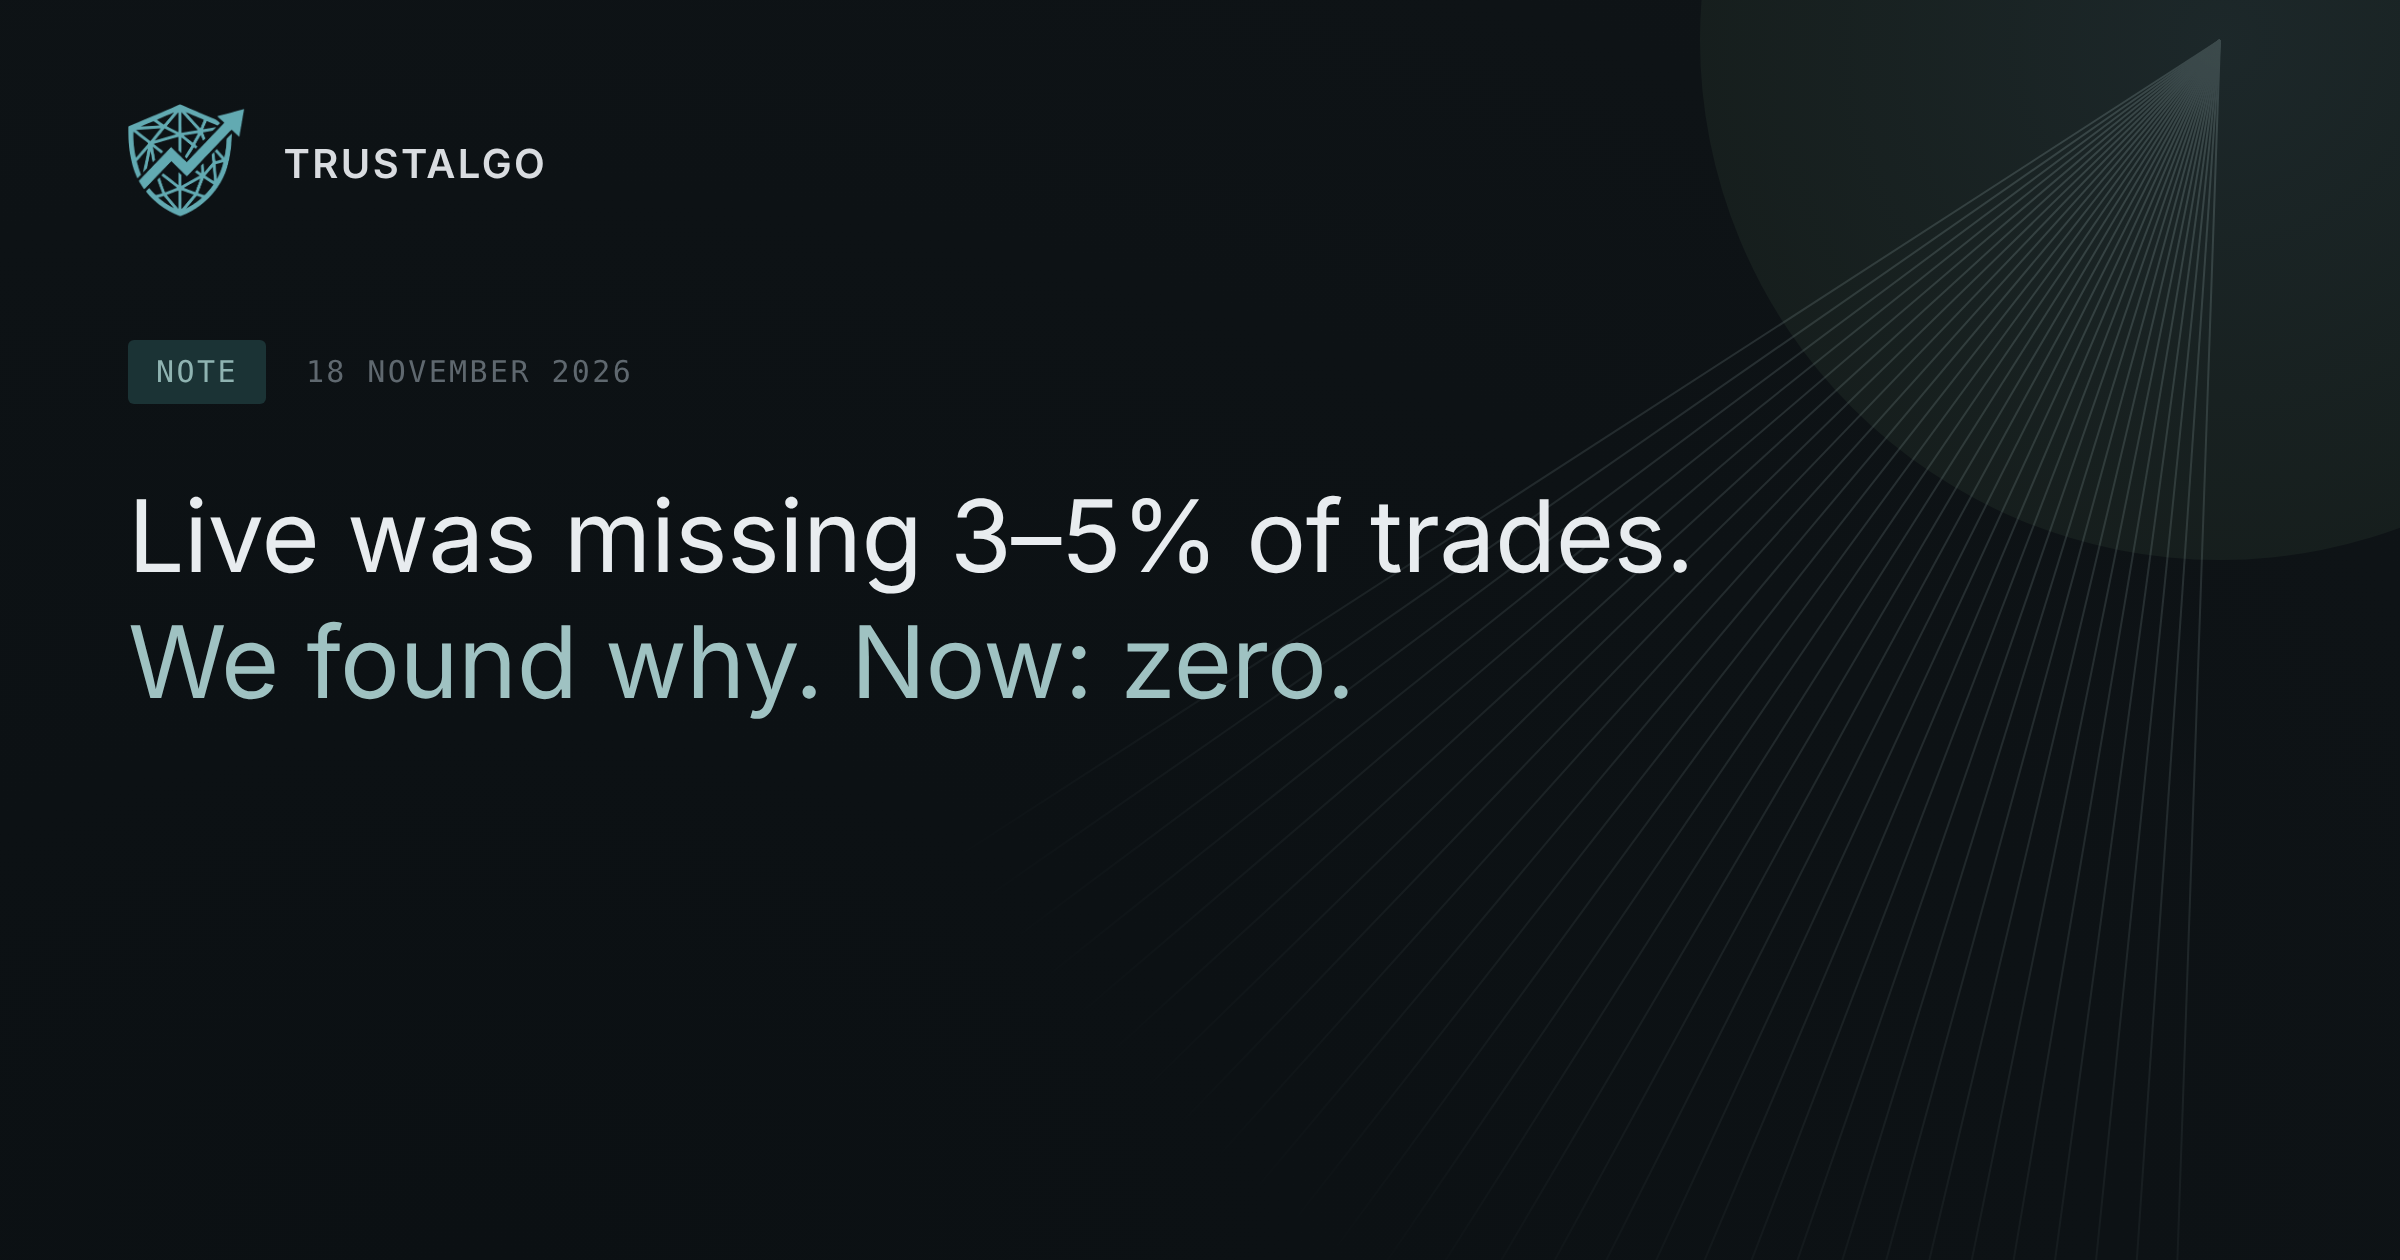 TRUSTALGO
NOTE 18 NOVEMBER 2026
Live was missing 3–5% of trades.
We found why. Now: zero.